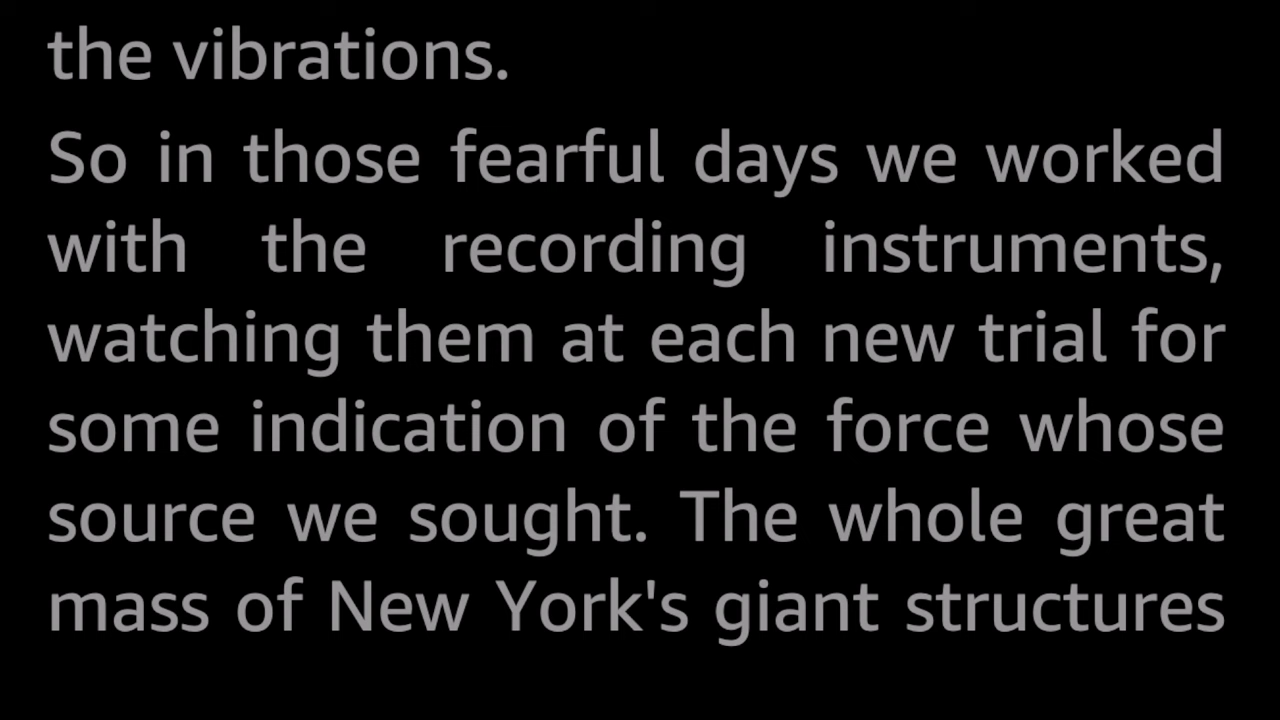 the vibrations.
So in those fearful days we worked
with the recording instruments,
watching them at each new trial for
some indication of the force whose
source we sought. The whole great
mass of New York's giant structures